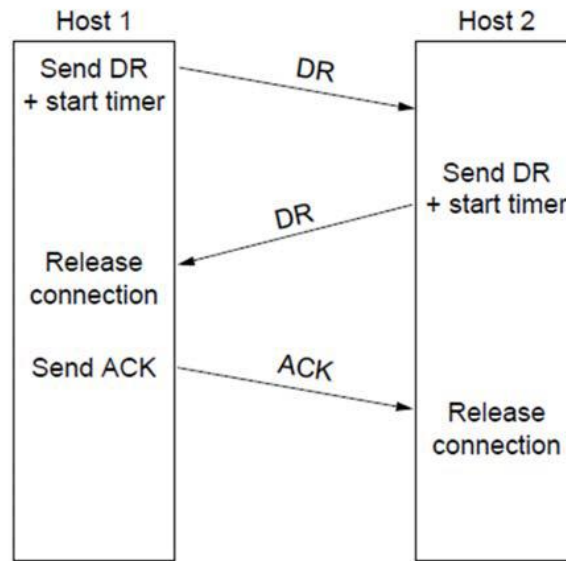 Host 1
Host 2
Send DR
+ start timer
DR
Send DR
+ start timer
DR
Release
connection
Send ACK
ACK
Release
connection